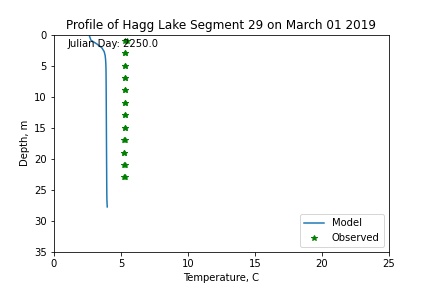 Profile of Hagg Lake Segment 29 on March 01 2019
Julian Day: 2250.0
0
5
10
15
20
25
30
35
Depth, m
0
5
10
15
20
25
Temperature, C
Model
Observed